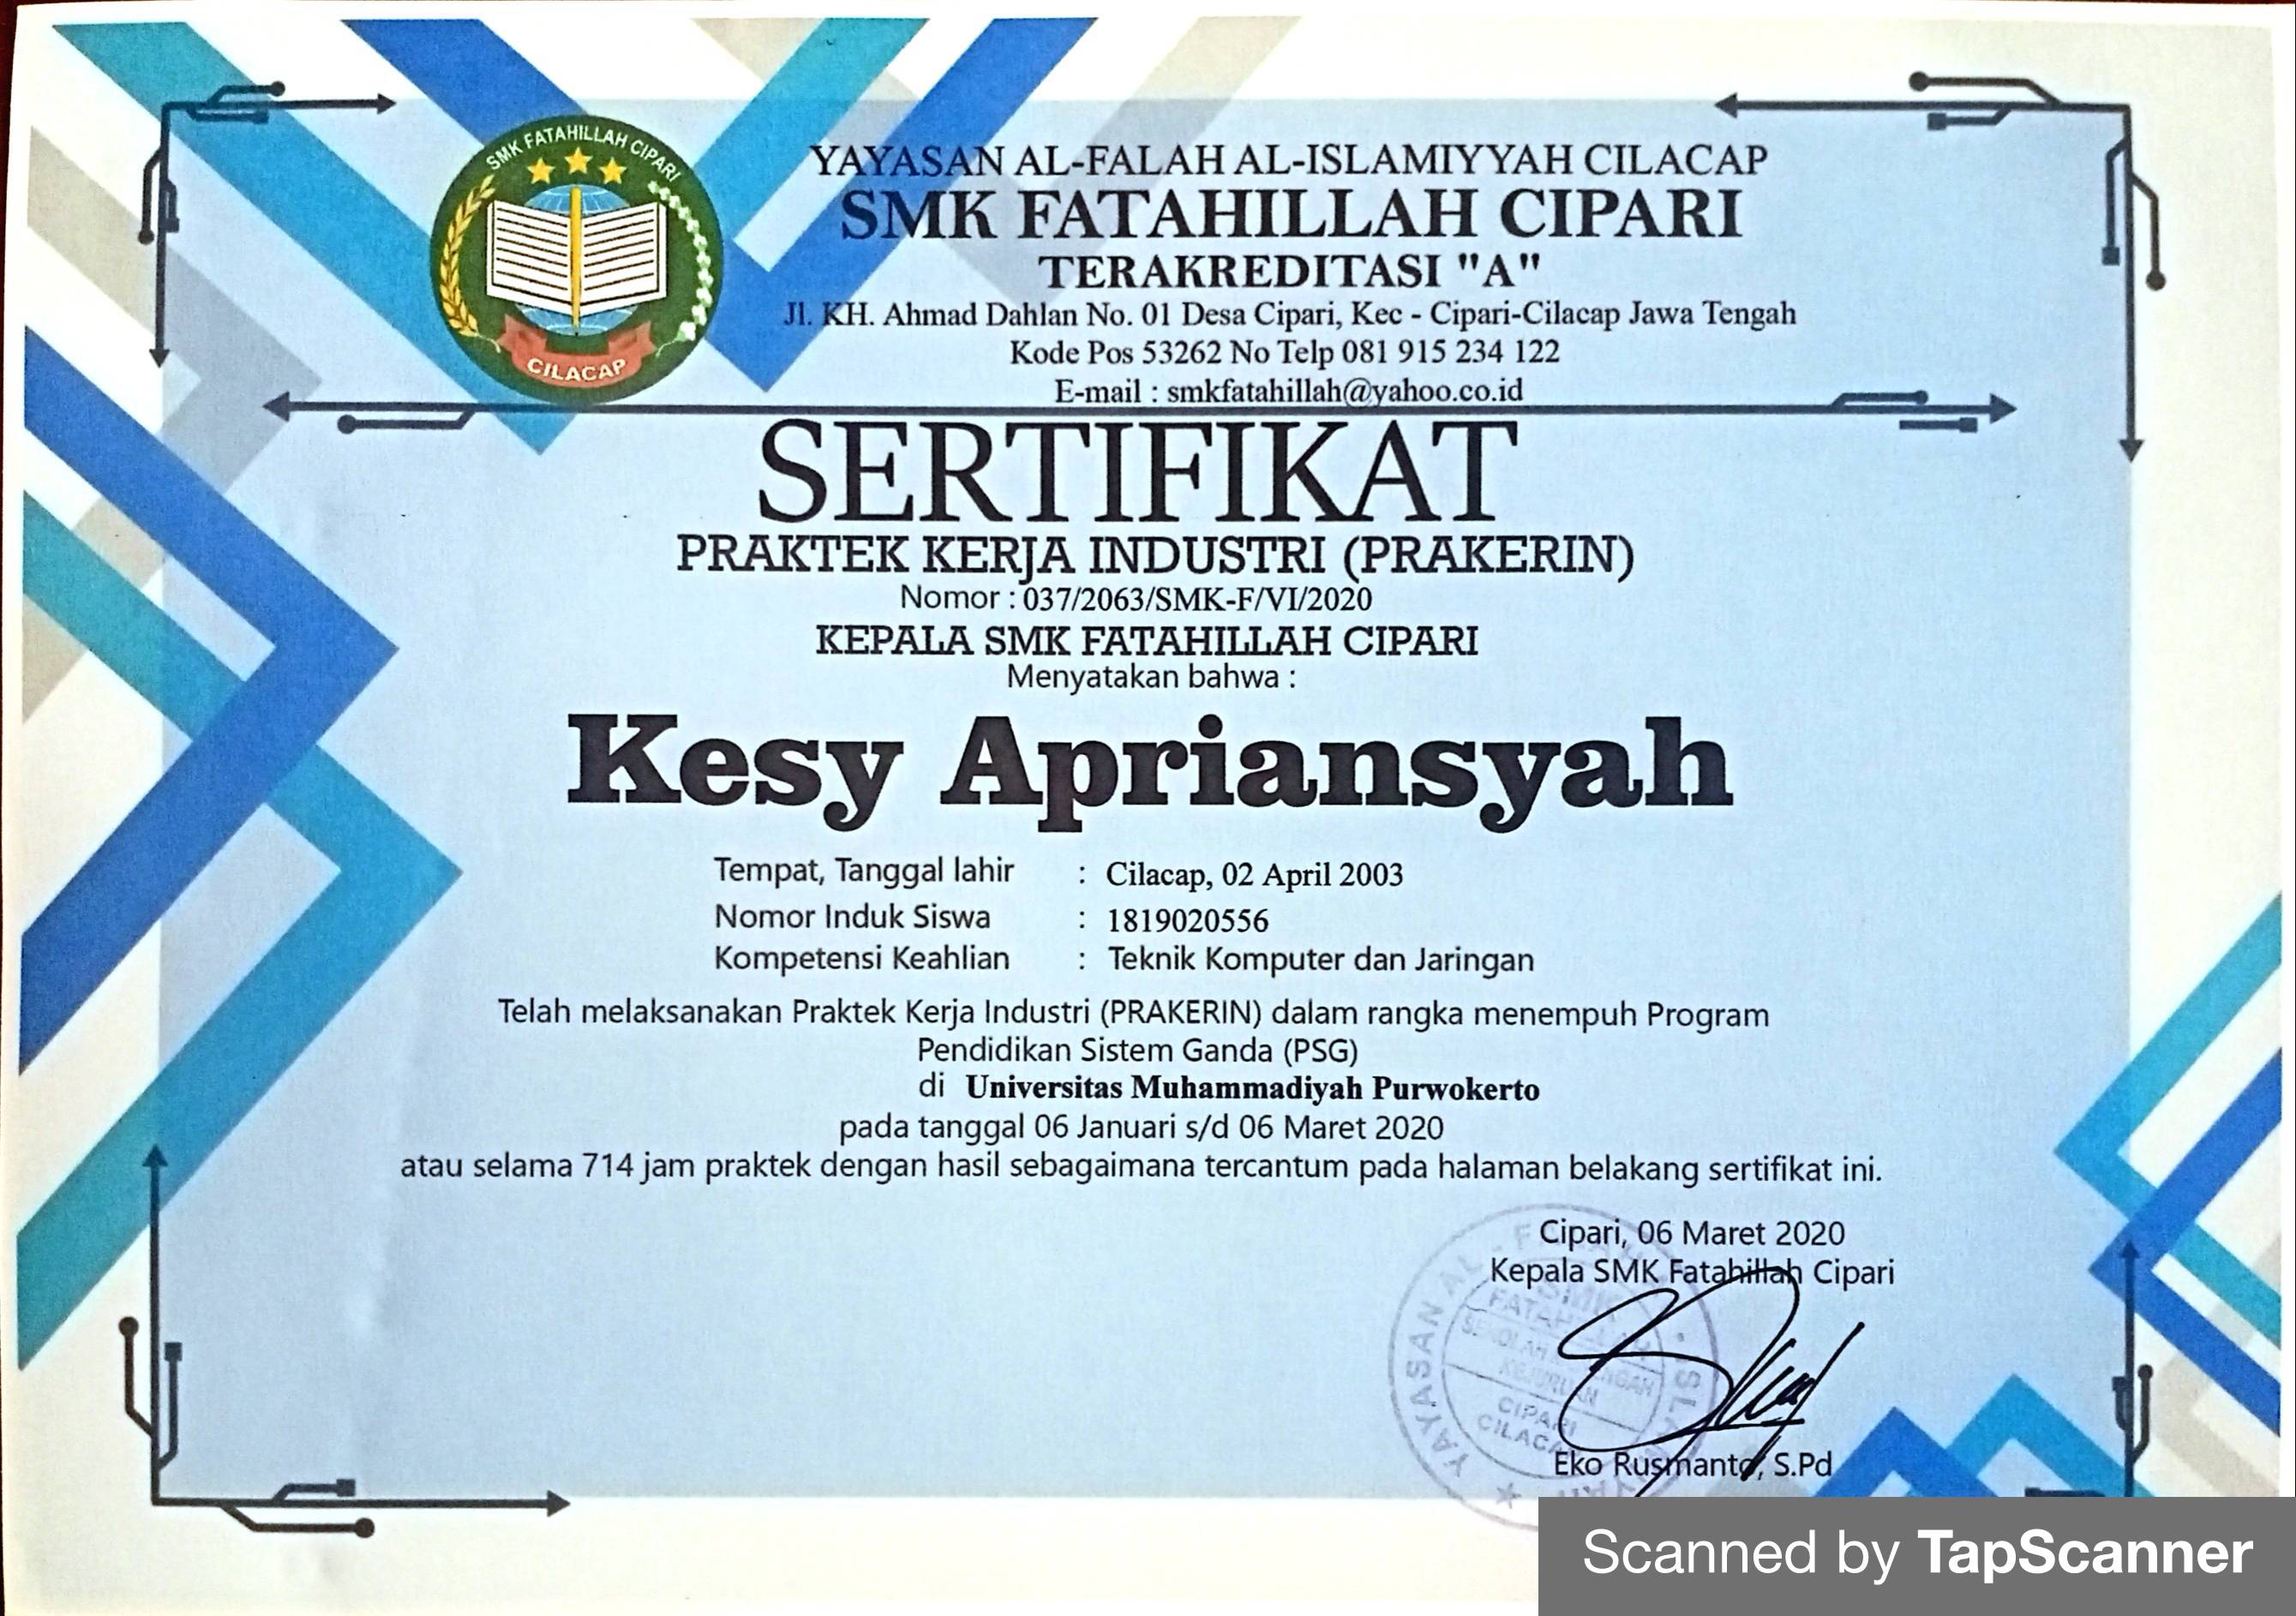 SMK FATAHILLAH CIPARI
CILACAP
YAYASAN AL-FALAH AL-ISLAMIYYAH CILACAP
SMK FATAHILLAH CIPARI
TERAKREDITASI "A"
Jl. KH. Ahmad Dahlan No. 01 Desa Cipari, Kec - Cipari-Cilacap Jawa Tengah
Kode Pos 53262 No Telp 081 915 234 122
E-mail : smkfatahillah@yahoo.co.id
SERTIFIKAT
PRAKTEK KERJA INDUSTRI (PRAKERIN)
Nomor : 037/2063/SMK-F/VI/2020
KEPALA SMK FATAHILLAH CIPARI
Menyatakan bahwa :
Kesy Apriansyah
Tempat, Tanggal lahir : Cilacap, 02 April 2003
Nomor Induk Siswa : 1819020556
Kompetensi Keahlian : Teknik Komputer dan Jaringan
Telah melaksanakan Praktek Kerja Industri (PRAKERIN) dalam rangka menempuh Program
Pendidikan Sistem Ganda (PSG)
di Universitas Muhammadiyah Purwokerto
pada tanggal 06 Januari s/d 06 Maret 2020
atau selama 714 jam praktek dengan hasil sebagaimana tercantum pada halaman belakang sertifikat ini.
Cipari, 06 Maret 2020
Kepala SMK Fatahillah Cipari
YAYASAN AL - 
SMK
KEJURUAN
CIPARI
Eko Rusmanto, S.Pd
Scanned by TapScanner